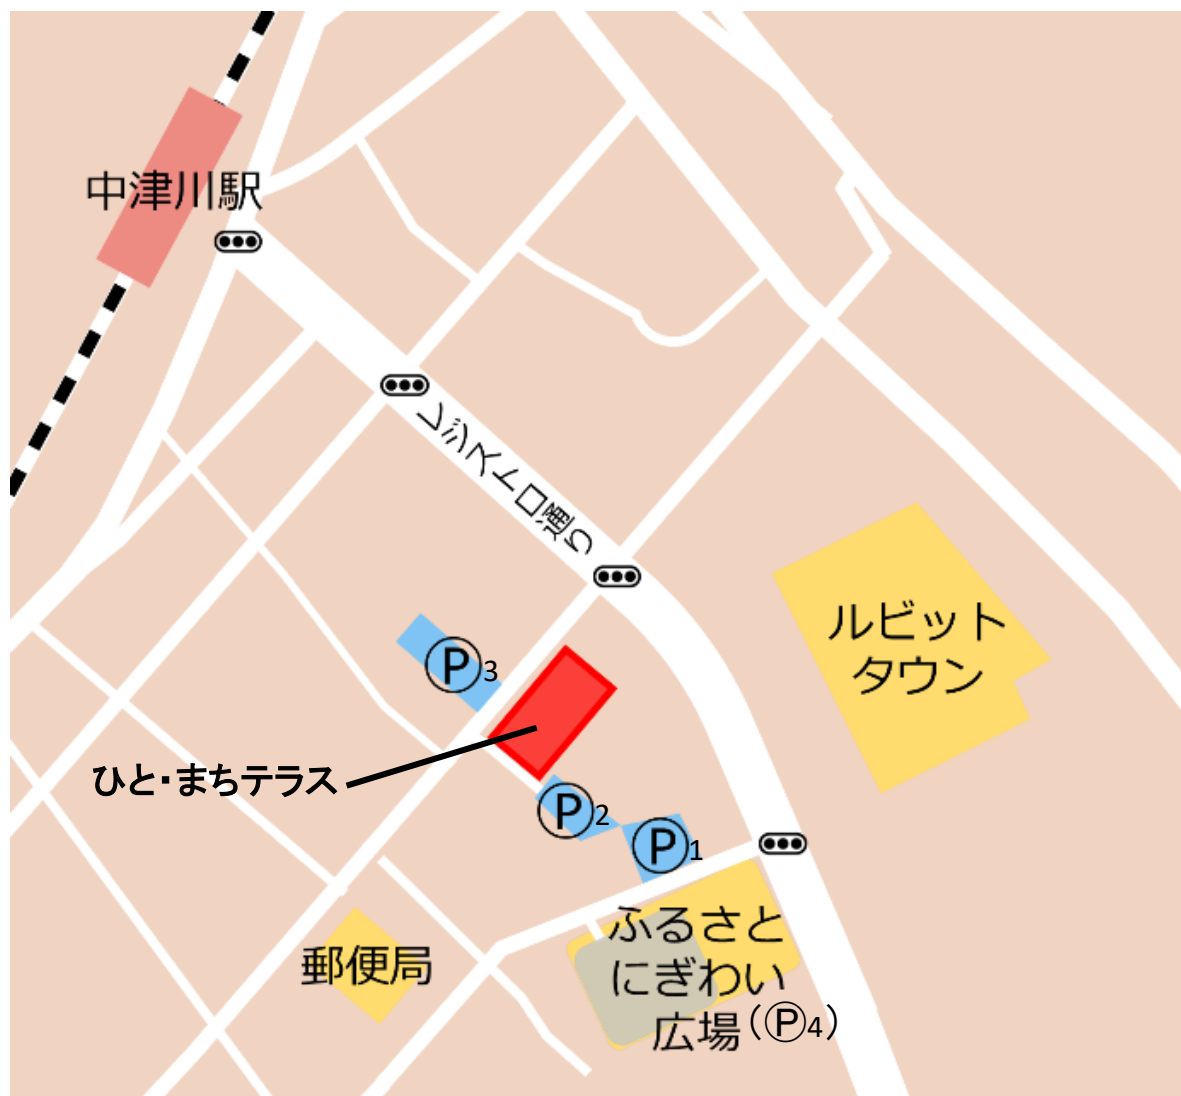 中津川駅
レジストロ通り
ルビット
タウン
Ⓟ3
ひと・まちテラス
Ⓟ2
Ⓟ1
ふるさと
にぎわい
広場(Ⓟ4)
郵便局